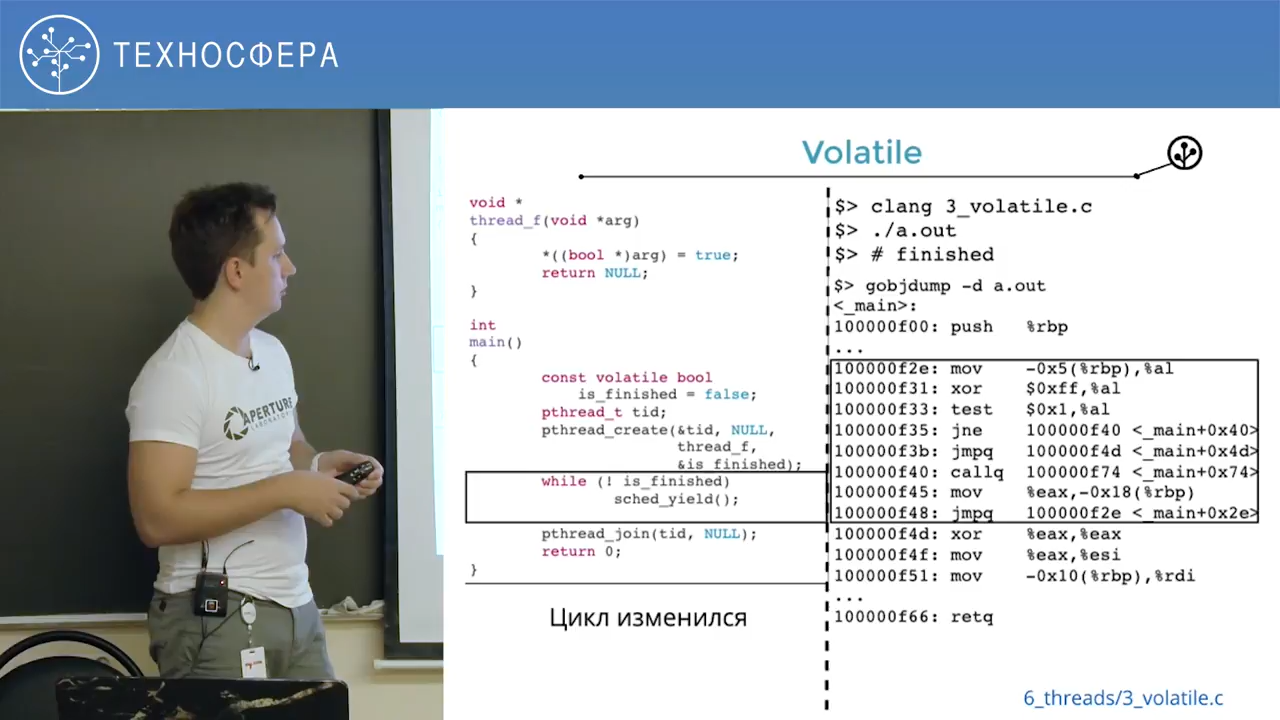 ТЕХНОСФЕРА
Volatile
void *
thread_f(void *arg)
{
*((bool *)arg) = true;
return NULL;
}
int
main()
{
const volatile bool
is_finished = false;
pthread_t tid;
pthread_create(&tid, NULL,
thread_f,
&is_finished);
while (! is_finished)
sched_yield();
pthread_join(tid, NULL);
return 0;
}
Цикл изменился
$> clang 3_volatile.c
$> ./a.out
$> # finished
$> gobjdump -d a.out
<_main>:
100000f00: push %rbp
...
100000f2e: mov -0x5(%rbp),%al
100000f31: xor $0xff,%al
100000f33: test $0x1,%al
100000f35: jne 100000f40 <_main+0x40>
100000f3b: jmpq 100000f4d <_main+0x4d>
100000f40: callq 100000f74 <_main+0x74>
100000f45: mov %eax,-0x18(%rbp)
100000f48: jmpq 100000f2e <_main+0x2e>
100000f4d: xor %eax,%eax
100000f4f: mov %eax,%esi
100000f51: mov -0x10(%rbp),%rdi
...
100000f66: retq
6_threads/3_volatile.c
APERTURE
LABORATORIES